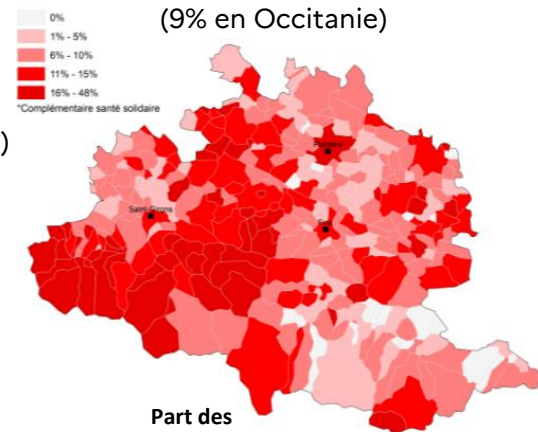 (9% en Occitanie)
0%
1% - 5%
6% - 10%
11% - 15%
16% - 48%
*Complémentaire santé solidaire
)
Pamiers
Saint-Girons
Foix
Part des